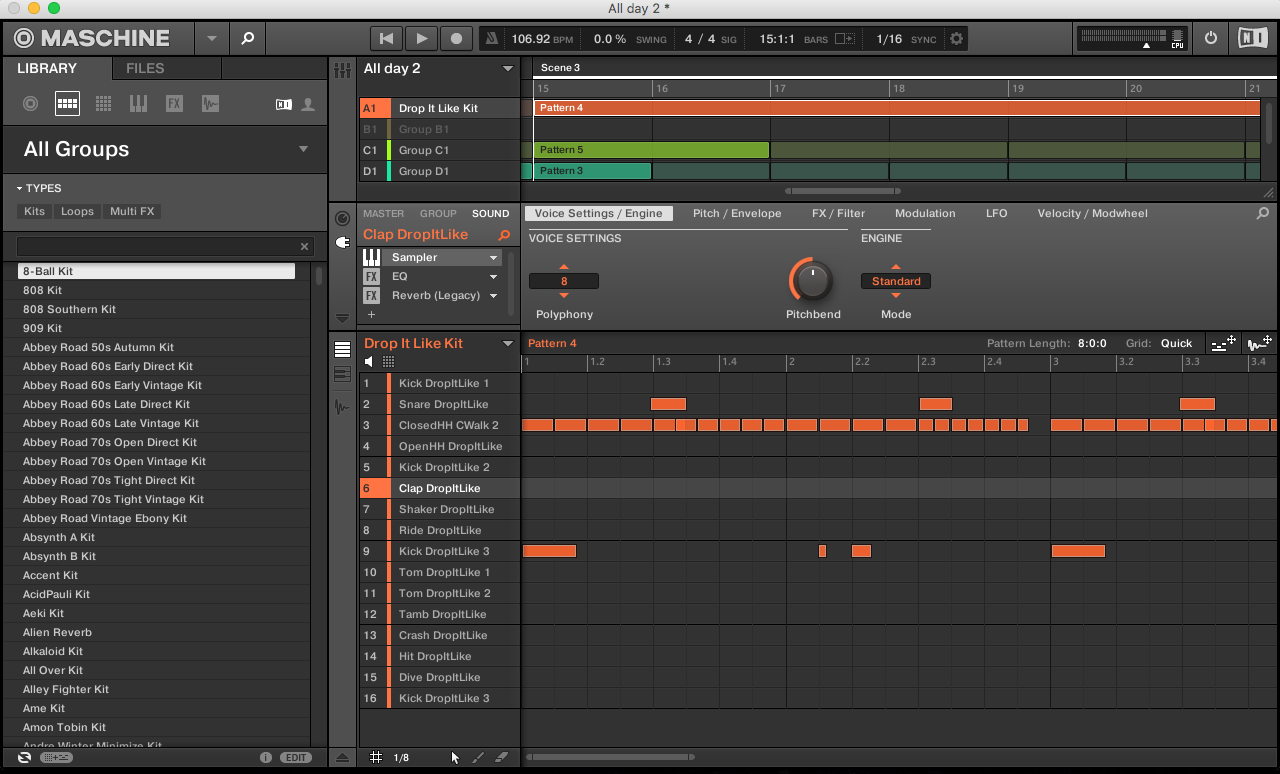 All day 2 *
MASCHINE
106.92 BPM 0.0 % SWING 4 / 4 SIG 15:1:1 BARS 1/16 SYNC
CPU
LIBRARY FILES
FX
All Groups
TYPES
Kits Loops Multi FX
8-Ball Kit
808 Kit
808 Southern Kit
909 Kit
Abbey Road 50s Autumn Kit
Abbey Road 60s Early Direct Kit
Abbey Road 60s Early Vintage Kit
Abbey Road 60s Late Direct Kit
Abbey Road 60s Late Vintage Kit
Abbey Road 70s Open Direct Kit
Abbey Road 70s Open Vintage Kit
Abbey Road 70s Tight Direct Kit
Abbey Road 70s Tight Vintage Kit
Abbey Road Vintage Ebony Kit
Absynth A Kit
Absynth B Kit
Accent Kit
AcidPauli Kit
Aeki Kit
Alien Reverb
Alkaloid Kit
All Over Kit
Alley Fighter Kit
Ame Kit
Amon Tobin Kit
Andre Winter Minimize Kit
EDIT
All day 2
Scene 3
15 16 17 18 19 20 21
A1 Drop It Like Kit Pattern 4
B1 Group B1
C1 Group C1 Pattern 5
D1 Group D1 Pattern 3
MASTER GROUP SOUND
Clap DropItLike
Sampler
FX EQ
FX Reverb (Legacy)
+
Voice Settings / Engine Pitch / Envelope FX / Filter Modulation LFO Velocity / Modwheel
VOICE SETTINGS ENGINE
8 Standard
Polyphony Pitchbend Mode
Drop It Like Kit
Pattern 4 Pattern Length: 8:0:0 Grid: Quick
1 1.2 1.3 1.4 2 2.2 2.3 2.4 3 3.2 3.3 3.4
1 Kick DropItLike 1
2 Snare DropItLike
3 ClosedHH CWalk 2
4 OpenHH DropItLike
5 Kick DropItLike 2
6 Clap DropItLike
7 Shaker DropItLike
8 Ride DropItLike
9 Kick DropItLike 3
10 Tom DropItLike 1
11 Tom DropItLike 2
12 Tamb DropItLike
13 Crash DropItLike
14 Hit DropItLike
15 Dive DropItLike
16 Kick DropItLike 3
1/8